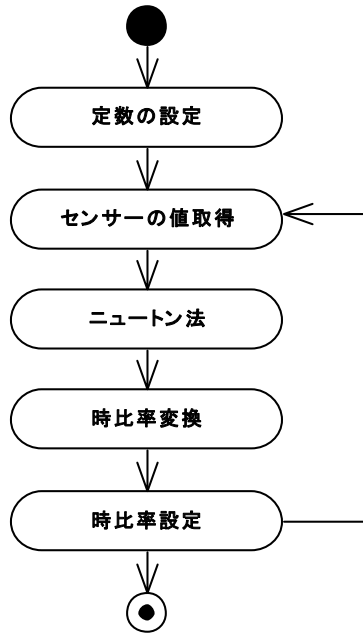 定数の設定
センサーの値取得
ニュートン法
時比率変換
時比率設定